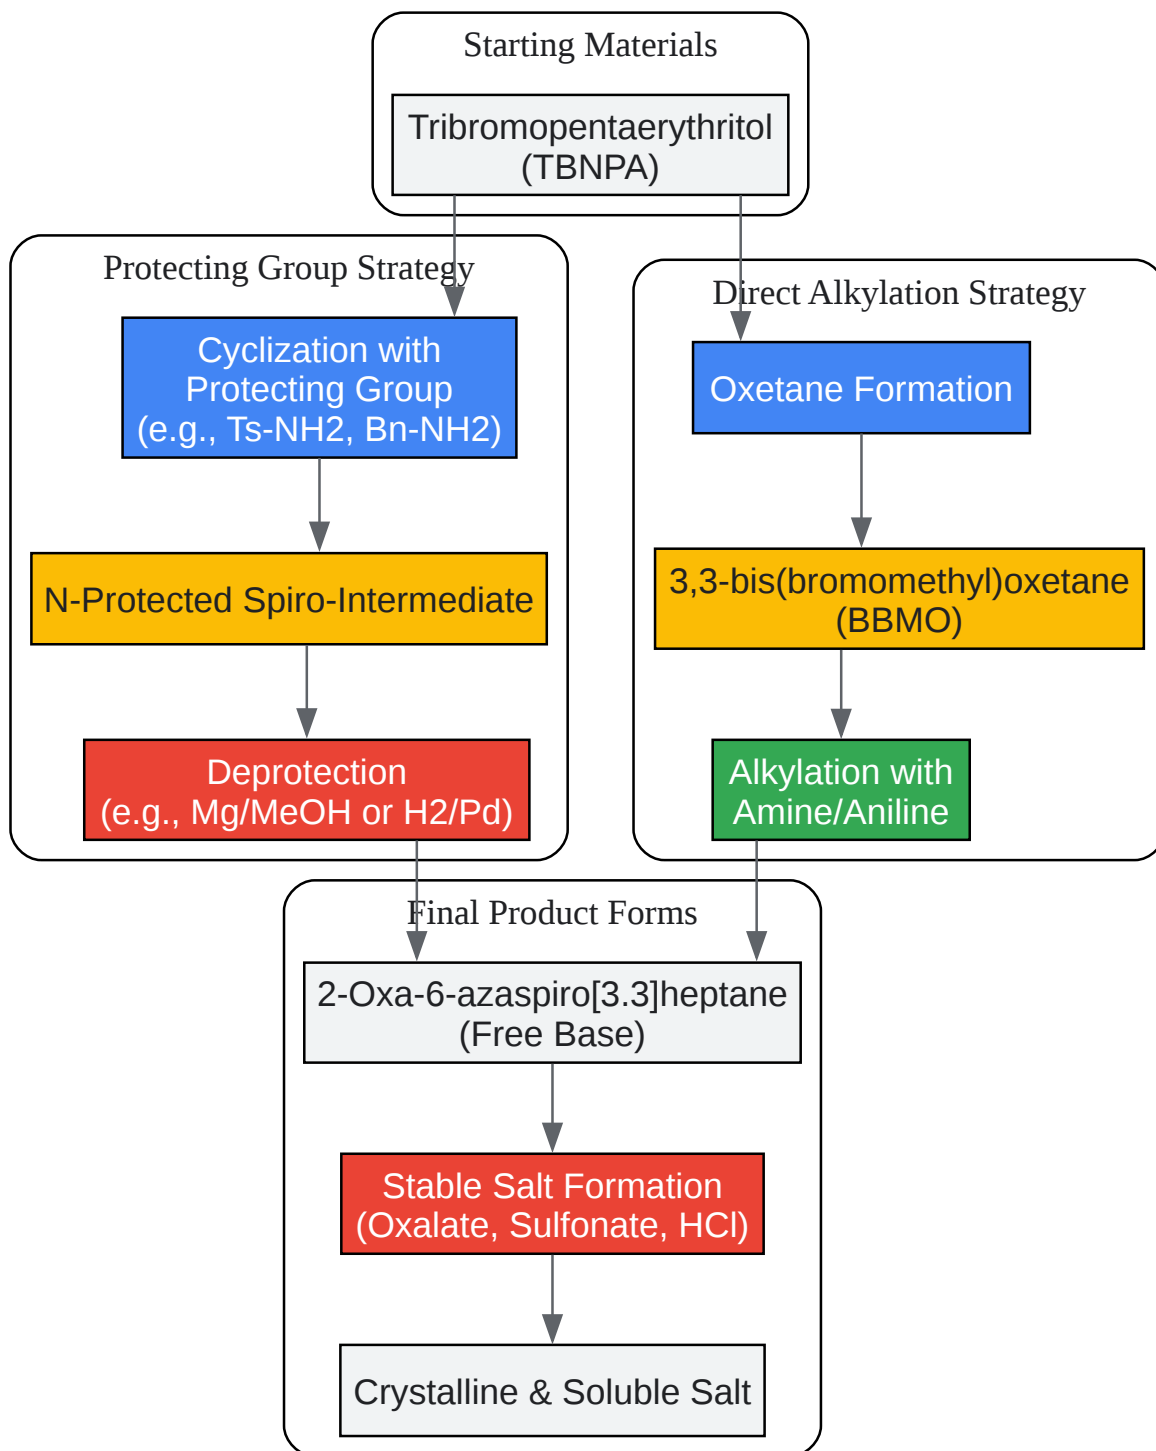 Starting Materials
Tribromopentaerythritol
(TBNPA)
Protecting Group Strategy
Cyclization with
Protecting Group
(e.g., Ts-NH2, Bn-NH2)
N-Protected Spiro-Intermediate
Deprotection
(e.g., Mg/MeOH or H2/Pd)
Direct Alkylation Strategy
Oxetane Formation
3,3-bis(bromomethyl)oxetane
(BBMO)
Alkylation with
Amine/Aniline
Final Product Forms
2-Oxa-6-azaspiro[3.3]heptane
(Free Base)
Stable Salt Formation
(Oxalate, Sulfonate, HCl)
Crystalline & Soluble Salt